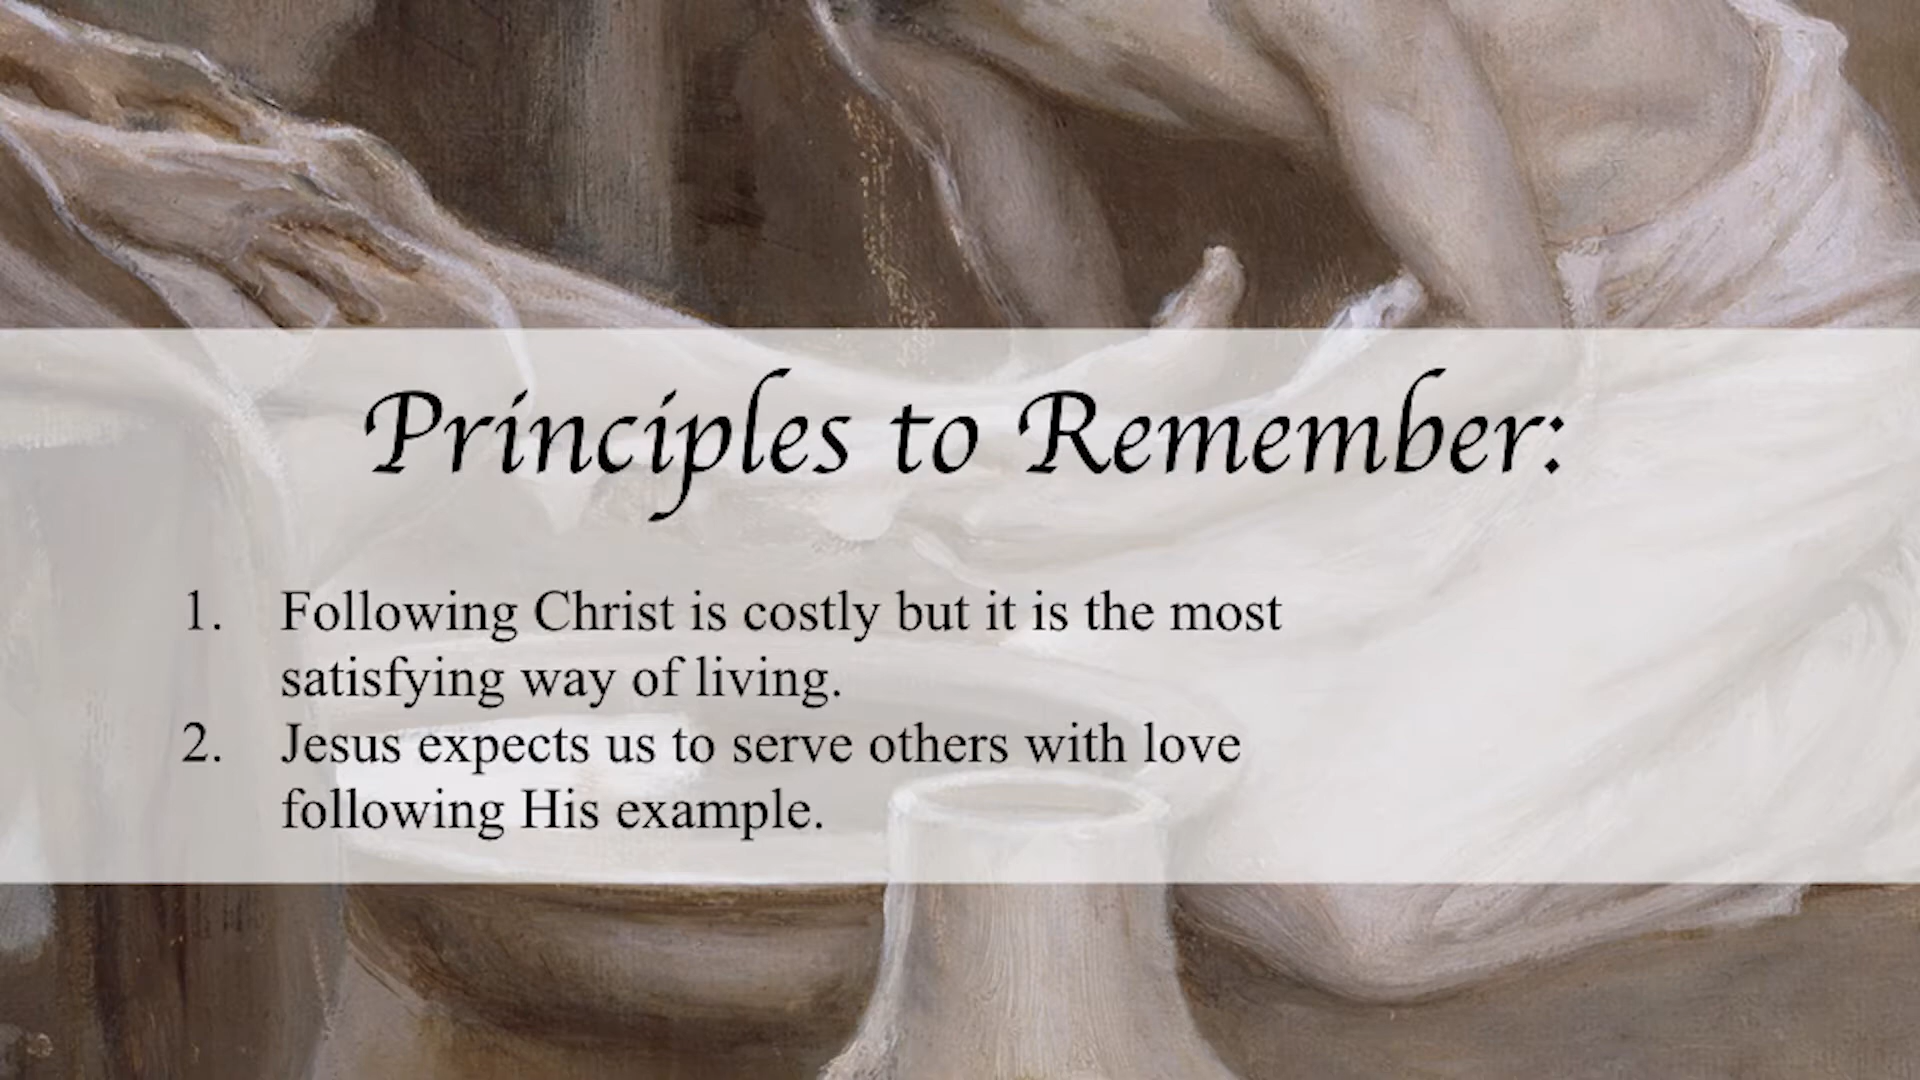 Principles to Remember:
1. Following Christ is costly but it is the most
satisfying way of living.
2. Jesus expects us to serve others with love
following His example.